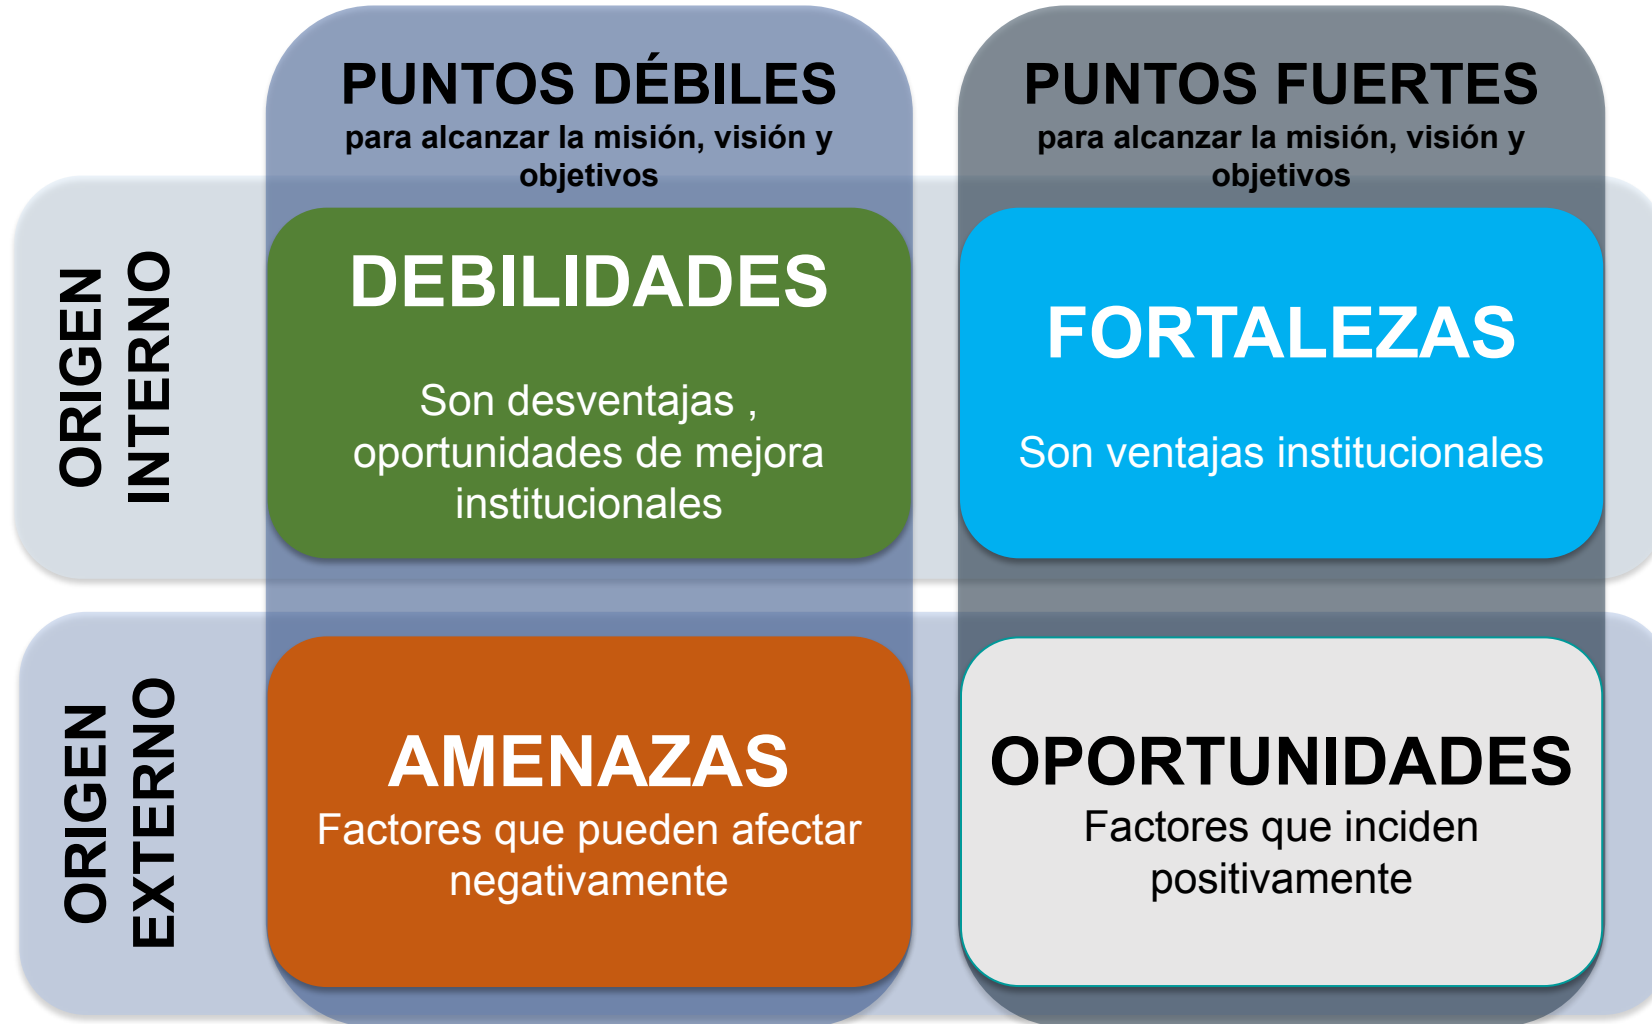 PUNTOS DÉBILES
para alcanzar la misión, visión y
objetivos
PUNTOS FUERTES
para alcanzar la misión, visión y
objetivos
ORIGEN
INTERNO
DEBILIDADES
Son desventajas ,
oportunidades de mejora
institucionales
FORTALEZAS
Son ventajas institucionales
ORIGEN
EXTERNO
AMENAZAS
Factores que pueden afectar
negativamente
OPORTUNIDADES
Factores que inciden
positivamente